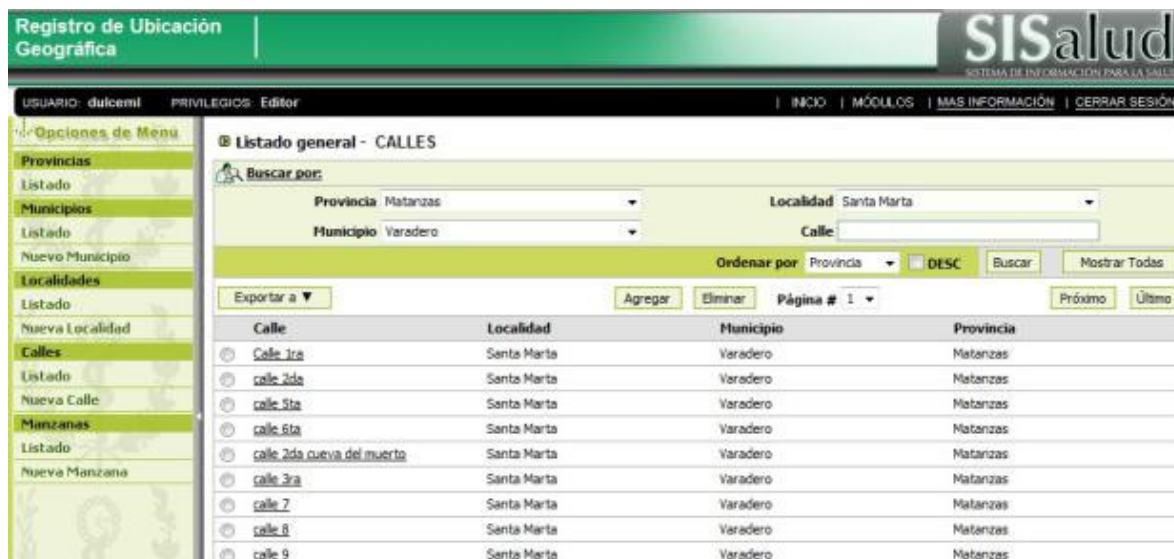 Registro de Ubicación
Geográfica
SISalud
SISTEMA DE INFORMACIÓN PARA LA SALUD
USUARIO: dulceml PRIVILEGIOS: Editor | INICIO | MÓDULOS | MAS INFORMACIÓN | CERRAR SESIÓN
Opciones de Menú
Provincias
Listado
Municipios
Listado
Nuevo Municipio
Localidades
Listado
Nueva Localidad
Calles
Listado
Nueva Calle
Manzanas
Listado
Nueva Manzana
Listado general - CALLES
Buscar por:
Provincia Matanzas Localidad Santa Marta
Municipio Varadero Calle
Ordenar por Provincia DESC Buscar Mostrar Todas
Exportar a ▼ Agregar Eliminar Página # 1 Próximo Último
Calle Localidad Municipio Provincia
Calle 1ra Santa Marta Varadero Matanzas
calle 2da Santa Marta Varadero Matanzas
calle 5ta Santa Marta Varadero Matanzas
calle 6ta Santa Marta Varadero Matanzas
calle 2da cueva del muerto Santa Marta Varadero Matanzas
calle 3ra Santa Marta Varadero Matanzas
calle 7 Santa Marta Varadero Matanzas
calle 8 Santa Marta Varadero Matanzas
calle 9 Santa Marta Varadero Matanzas